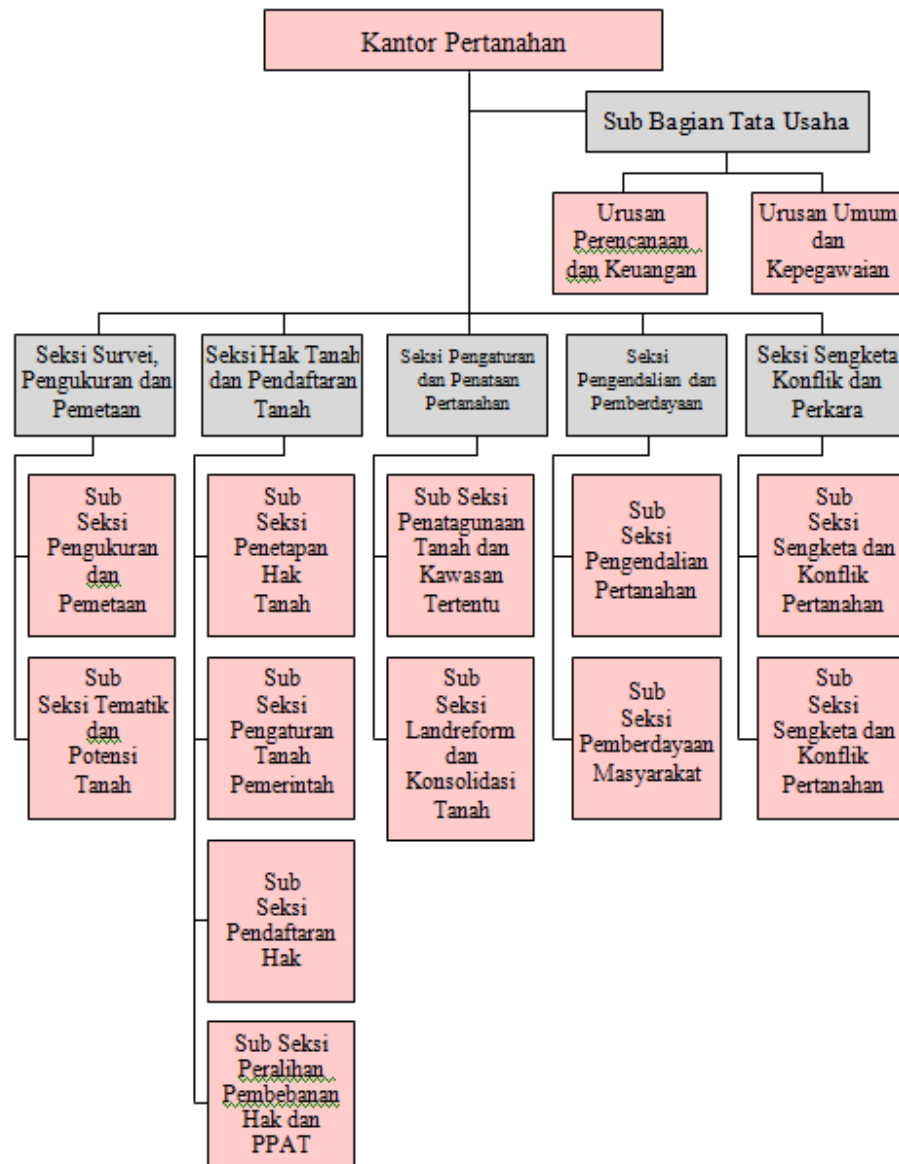 Kantor Pertanahan
Sub Bagian Tata Usaha
Urusan
Perencanaan
dan Keuangan
Urusan Umum
dan
Kepegawaian
Seksi Survei,
Pengukuran dan
Pemetaan
Seksi Hak Tanah
dan Pendaftaran
Tanah
Seksi Pengaturan
dan Penataan
Pertanahan
Seksi
Pengendalian dan
Pemberdayaan
Seksi Sengketa
Konflik dan
Perkara
Sub
Seksi
Pengukuran
dan
Pemetaan
Sub
Seksi
Penetapan
Hak
Tanah
Sub Seksi
Penatagunaan
Tanah dan
Kawasan
Tertentu
Sub
Seksi
Pengendalian
Pertanahan
Sub
Seksi
Sengketa dan
Konflik
Pertanahan
Sub
Seksi Tematik
dan
Potensi
Tanah
Sub
Seksi
Pengaturan
Tanah
Pemerintah
Sub
Seksi
Landreform
dan
Konsolidasi
Tanah
Sub
Seksi
Pemberdayaan
Masyarakat
Sub
Seksi
Sengketa dan
Konflik
Pertanahan
Sub
Seksi
Pendaftaran
Hak
Sub Seksi
Peralihan
Pembebanan
Hak dan
PPAT